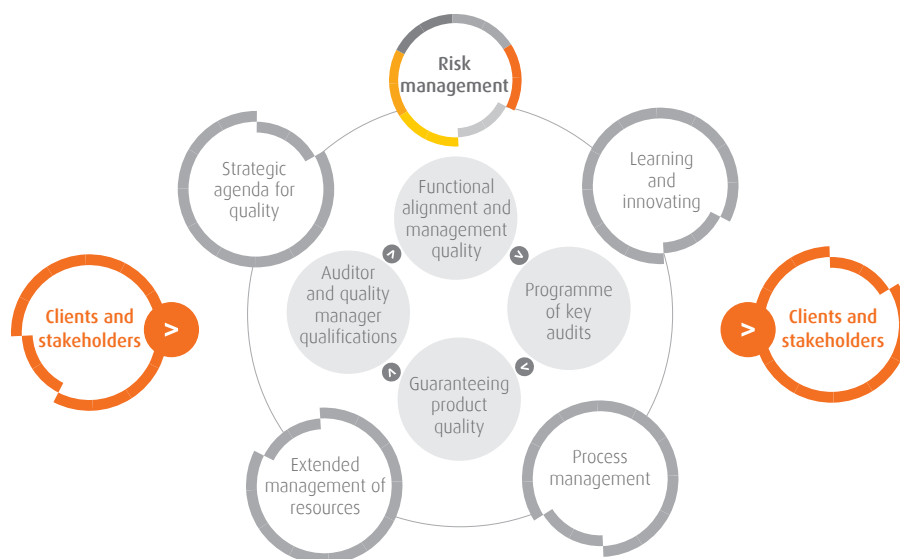 Risk
management
Strategic
agenda for
quality
Learning
and
innovating
Functional
alignment and
management
quality
Auditor
and quality
manager
qualifications
Programme
of key
audits
Guaranteeing
product
quality
Clients and
stakeholders
>
>
Clients and
stakeholders
Extended
management of
resources
Process
management